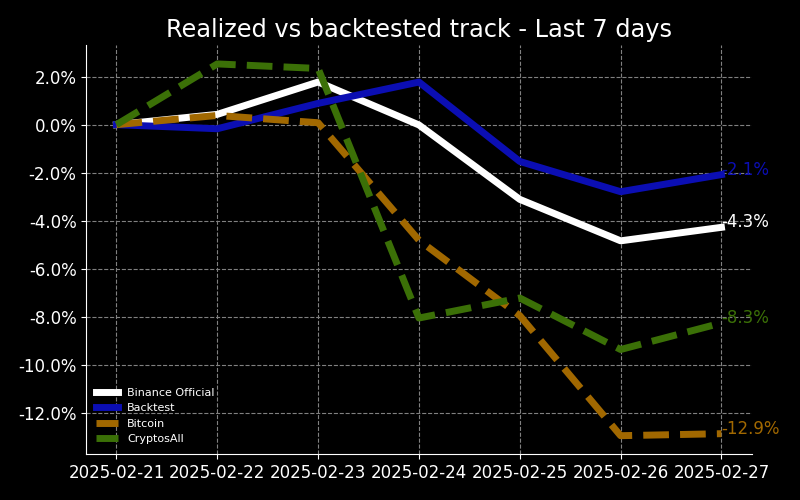 Realized vs backtested track - Last 7 days
2.0%
0.0%
-2.0%
-4.0%
-6.0%
-8.0%
-10.0%
-12.0%
-2.1%
-4.3%
-8.3%
-12.9%
Binance Official
Backtest
Bitcoin
CryptosAll
2025-02-21 2025-02-22 2025-02-23 2025-02-24 2025-02-25 2025-02-26 2025-02-27